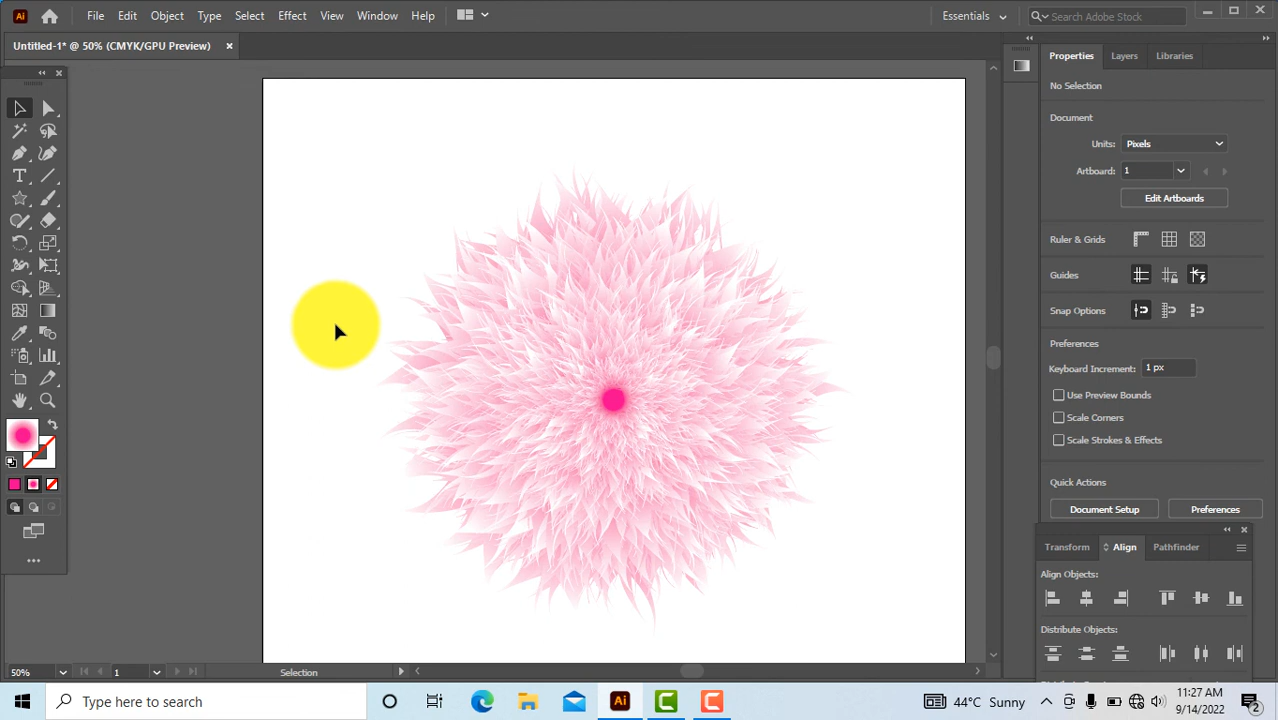 Ai File Edit Object Type Select Effect View Window Help Essentials Search Adobe Stock
Untitled-1* @ 50% (CMYK/GPU Preview)
Properties Layers Libraries
No Selection
Document
Units: Pixels
Artboard: 1
Edit Artboards
Ruler & Grids
Guides
Snap Options
Preferences
Keyboard Increment: 1 px
Use Preview Bounds
Scale Corners
Scale Strokes & Effects
Quick Actions
Document Setup Preferences
Transform Align Pathfinder
Align Objects:
Distribute Objects:
50% 1 Selection
Type here to search Ai 44°C Sunny 11:27 AM
9/14/2022 2